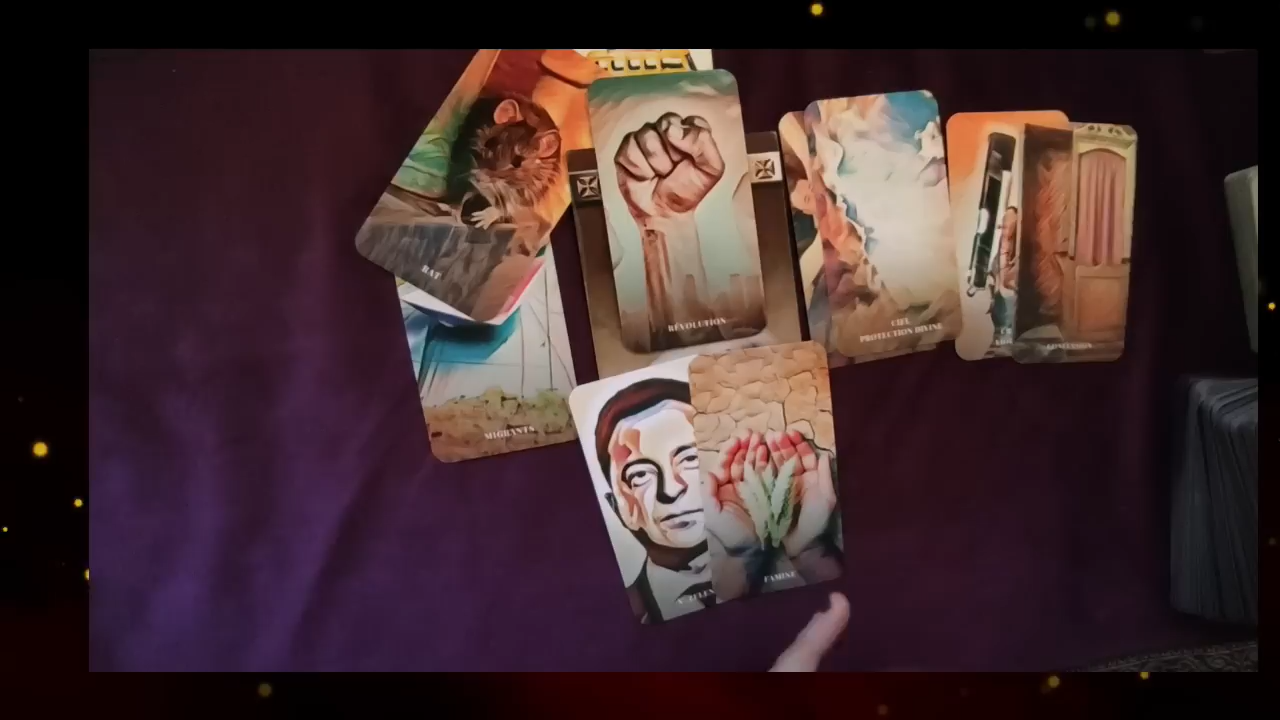 RAT
RÉVOLUTION
CIEL
PROTECTION DIVINE
MIGRANTS
FAMINE